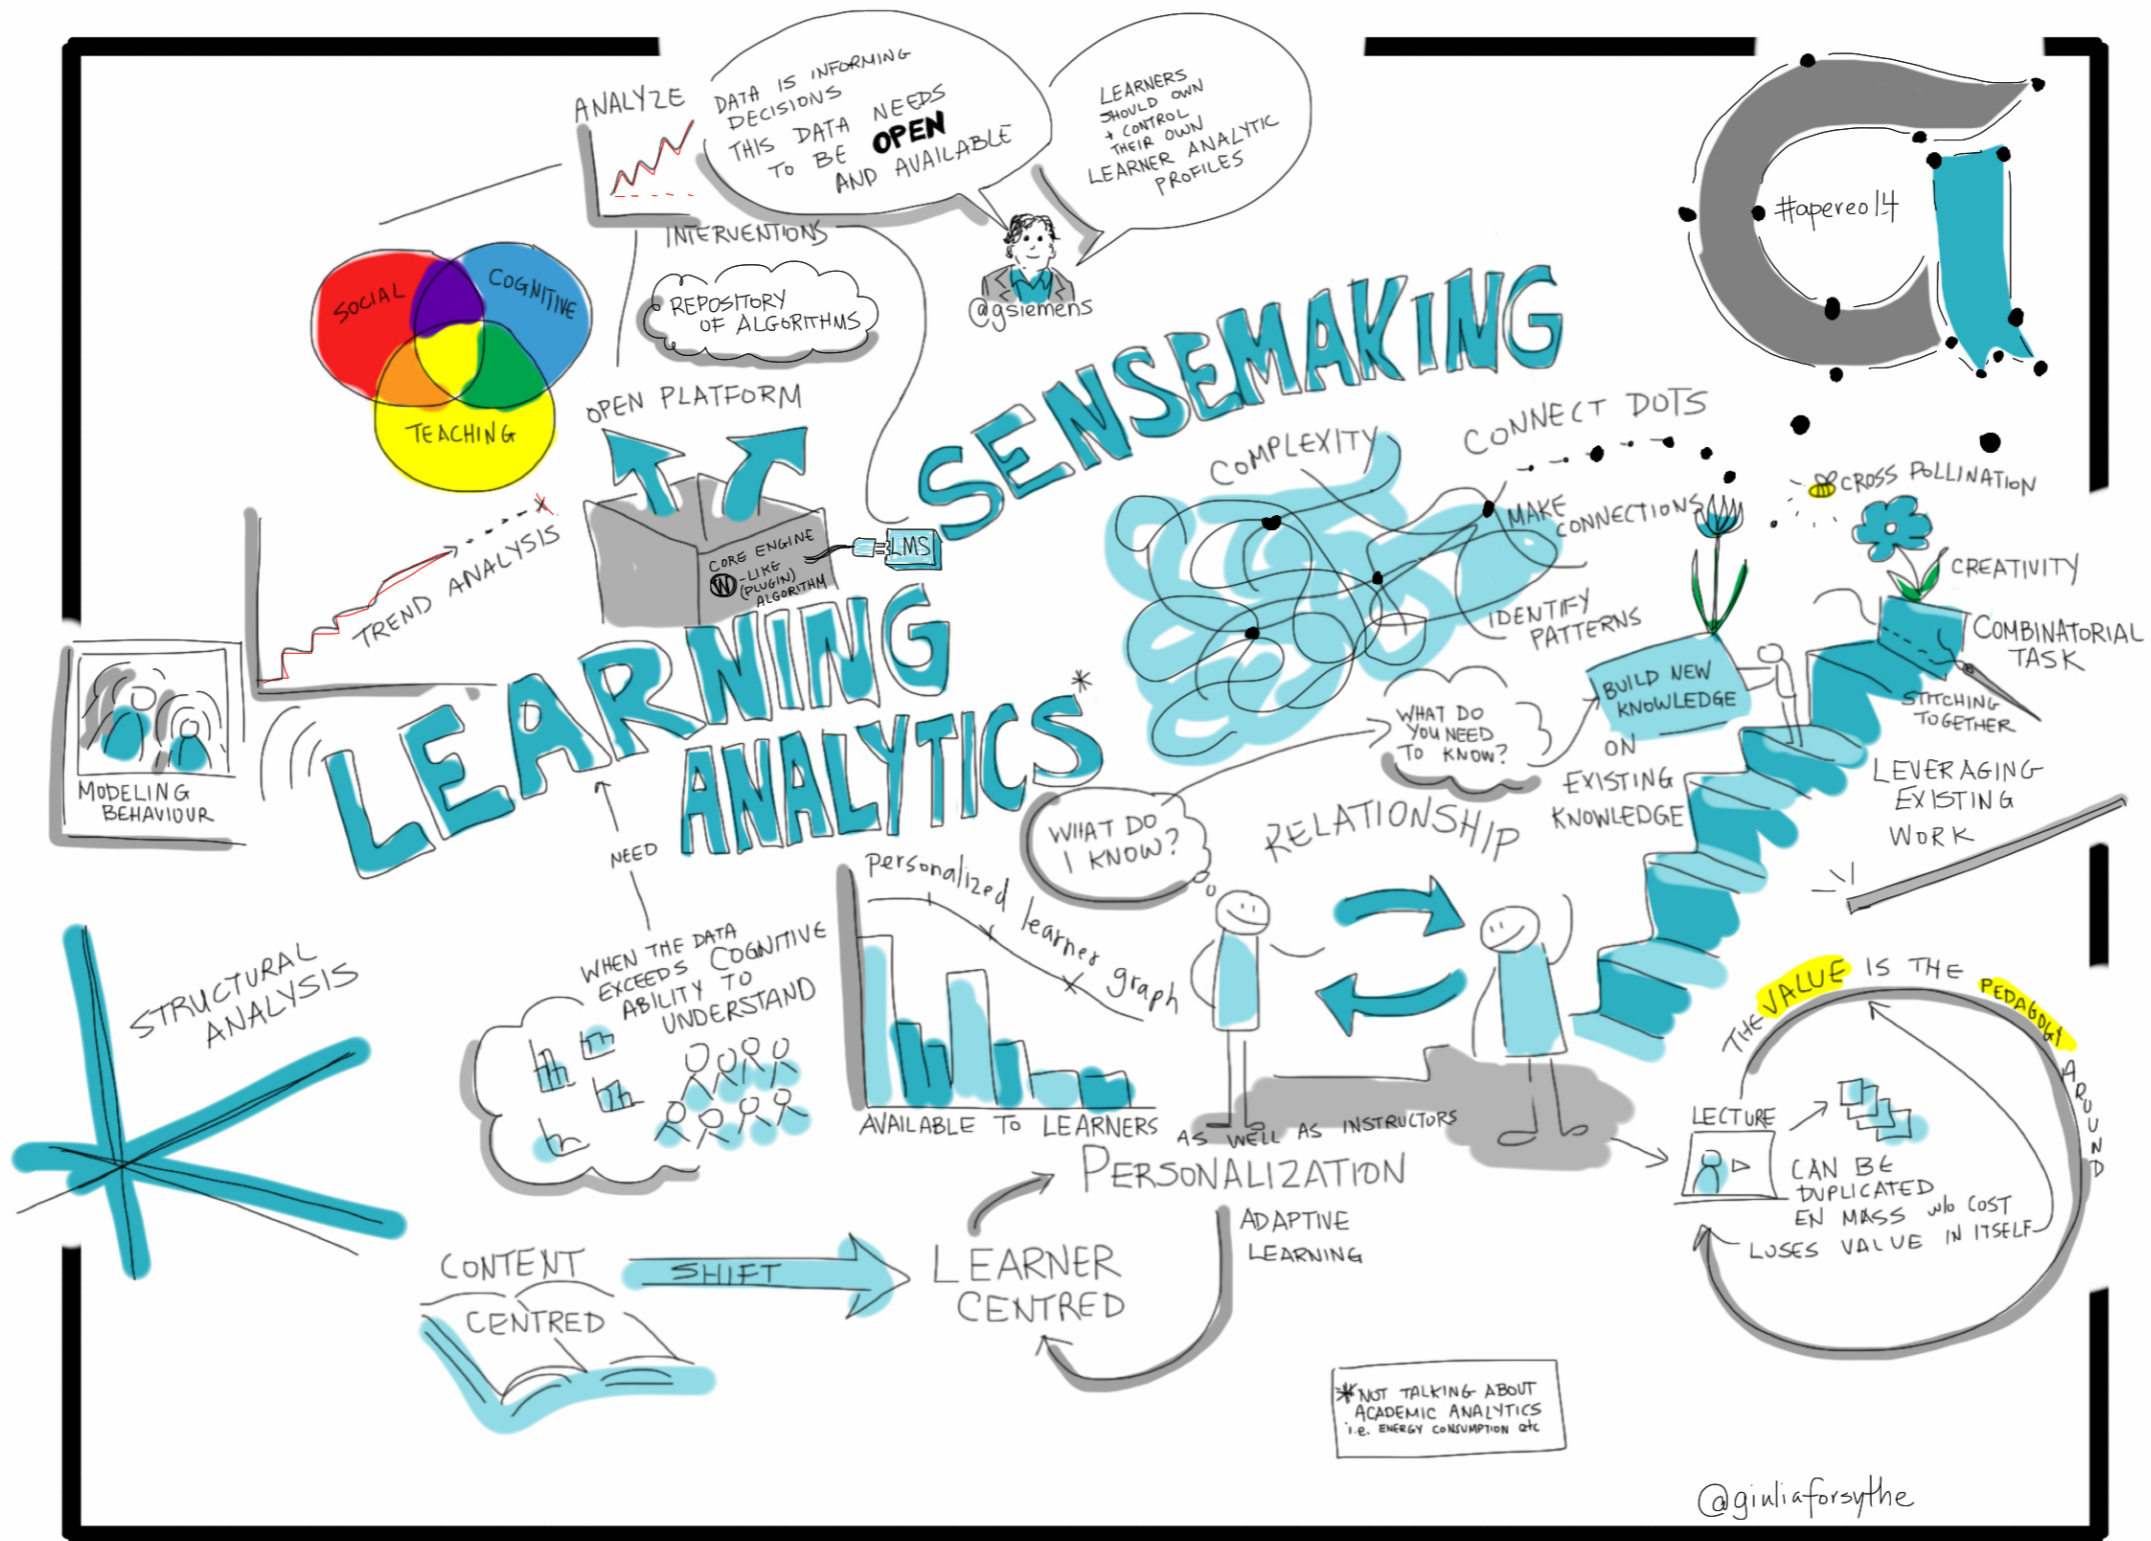 ANALYZE
INTERVENTIONS
DATA IS INFORMING
DECISIONS
THIS DATA NEEDS
TO BE OPEN
AND AVAILABLE
LEARNERS
SHOULD OWN
+ CONTROL
THEIR OWN
LEARNER ANALYTIC
PROFILES
@gsiemens
#apereo14
SOCIAL
COGNITIVE
TEACHING
REPOSITORY
OF ALGORITHMS
OPEN PLATFORM
CORE ENGINE
W-LIKE
(PLUGIN)
ALGORITHM
LMS
TREND ANALYSIS
MODELING
BEHAVIOUR
SENSEMAKING
LEARNING
ANALYTICS*
COMPLEXITY
CONNECT DOTS
MAKE
CONNECTIONS
IDENTIFY
PATTERNS
CROSS POLLINATION
CREATIVITY
COMBINATORIAL
TASK
STITCHING
TOGETHER
LEVERAGING
EXISTING
WORK
BUILD NEW
KNOWLEDGE
ON
EXISTING
KNOWLEDGE
WHAT DO
YOU NEED
TO KNOW?
WHAT DO
I KNOW?
RELATIONSHIP
NEED
WHEN THE DATA
EXCEEDS COGNITIVE
ABILITY TO
UNDERSTAND
personalized learner graph
AVAILABLE TO LEARNERS
AS WELL AS INSTRUCTORS
STRUCTURAL
ANALYSIS
PERSONALIZATION
ADAPTIVE
LEARNING
CONTENT
CENTRED
SHIFT
LEARNER
CENTRED
THE VALUE IS THE PEDAGOGY AROUND
LECTURE
CAN BE
DUPLICATED
EN MASS w/o COST
LOSES VALUE IN ITSELF
*NOT TALKING ABOUT
ACADEMIC ANALYTICS
i.e. ENERGY CONSUMPTION etc
@giuliaforsythe